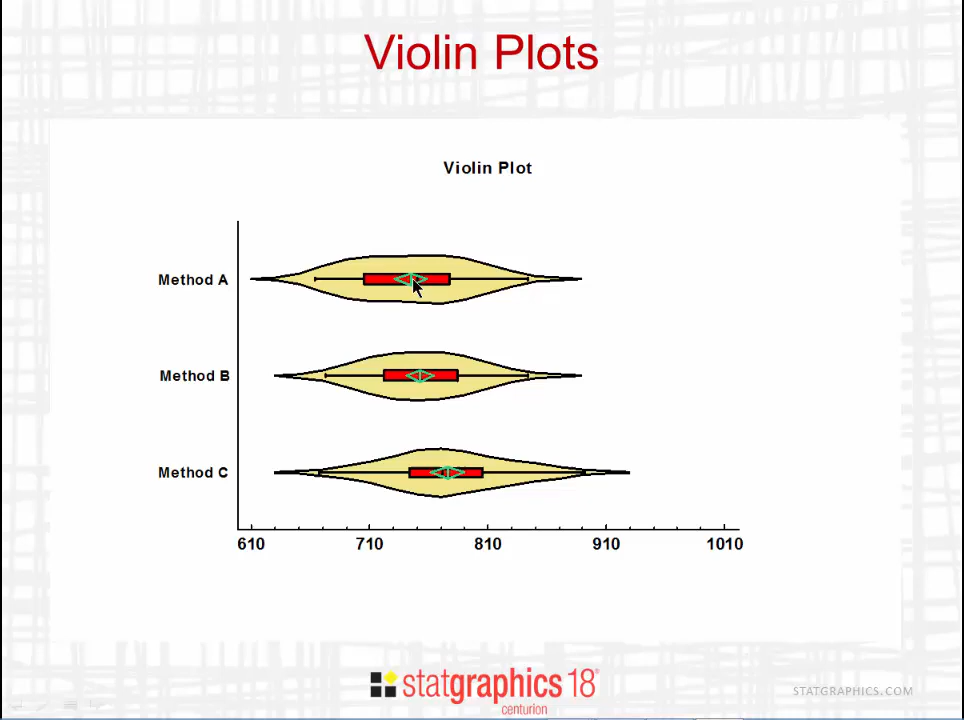 Violin Plots
Violin Plot
Method A
Method B
Method C
610 710 810 910 1010
statgraphics 18®
centurion
STATGRAPHICS.COM